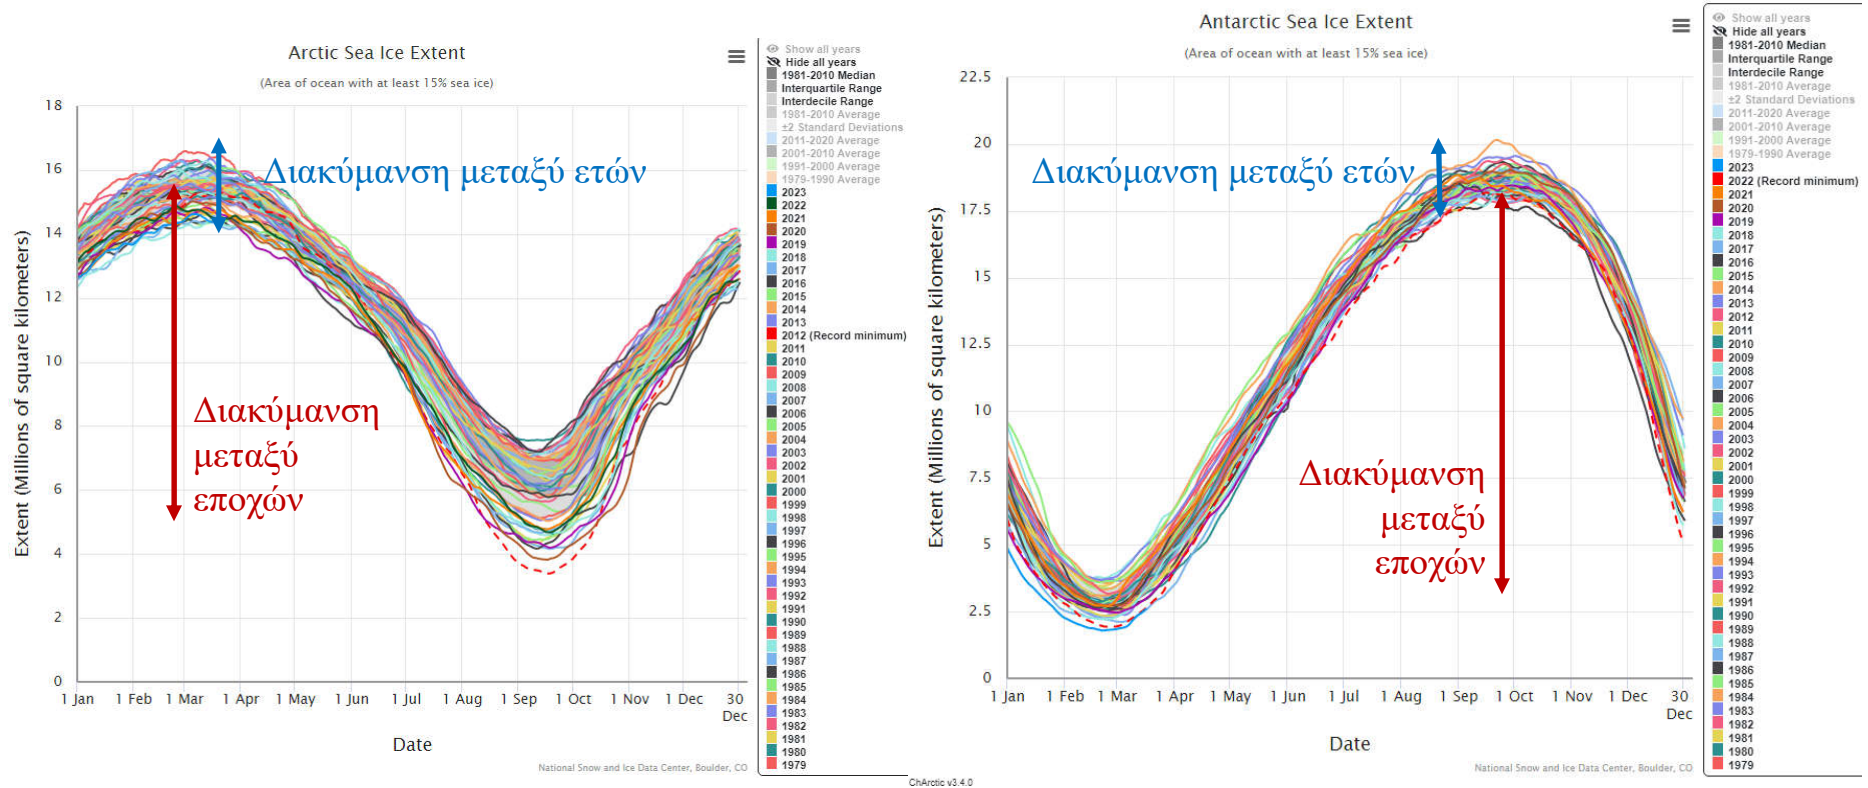 Arctic Sea Ice Extent
(Area of ocean with at least 15% sea ice)
Extent (Millions of square kilometers)
18
16
14
12
10
8
6
4
2
0
Διακύμανση μεταξύ ετών
Διακύμανση
μεταξύ
εποχών
1 Jan 1 Feb 1 Mar 1 Apr 1 May 1 Jun 1 Jul 1 Aug 1 Sep 1 Oct 1 Nov 1 Dec 30
Dec
Date
National Snow and Ice Data Center, Boulder, CO
Show all years
Hide all years
1981-2010 Median
Interquartile Range
Interdecile Range
1981-2010 Average
±2 Standard Deviations
2011-2020 Average
2001-2010 Average
1991-2000 Average
1979-1990 Average
2023
2022
2021
2020
2019
2018
2017
2016
2015
2014
2013
2012 (Record minimum)
2011
2010
2009
2008
2007
2006
2005
2004
2003
2002
2001
2000
1999
1998
1997
1996
1995
1994
1993
1992
1991
1990
1989
1988
1987
1986
1985
1984
1983
1982
1981
1980
1979
ChArctic v3.4.0
Antarctic Sea Ice Extent
(Area of ocean with at least 15% sea ice)
Extent (Millions of square kilometers)
22.5
20
17.5
15
12.5
10
7.5
5
2.5
0
Διακύμανση μεταξύ ετών
Διακύμανση
μεταξύ
εποχών
1 Jan 1 Feb 1 Mar 1 Apr 1 May 1 Jun 1 Jul 1 Aug 1 Sep 1 Oct 1 Nov 1 Dec 30
Dec
Date
National Snow and Ice Data Center, Boulder, CO
Show all years
Hide all years
1981-2010 Median
Interquartile Range
Interdecile Range
1981-2010 Average
±2 Standard Deviations
2011-2020 Average
2001-2010 Average
1991-2000 Average
1979-1990 Average
2023
2022 (Record minimum)
2021
2020
2019
2018
2017
2016
2015
2014
2013
2012
2011
2010
2009
2008
2007
2006
2005
2004
2003
2002
2001
2000
1999
1998
1997
1996
1995
1994
1993
1992
1991
1990
1989
1988
1987
1986
1985
1984
1983
1982
1981
1980
1979